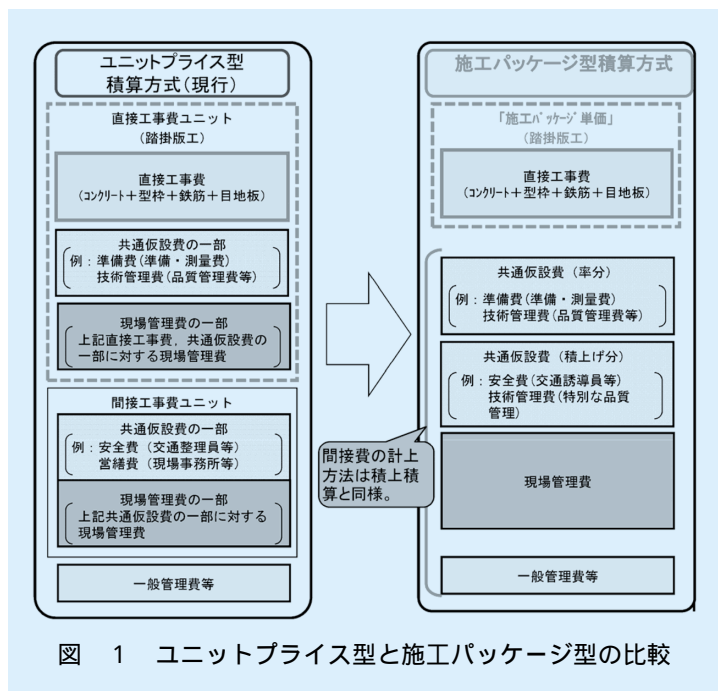 ユニットプライス型
積算方式(現行)
直接工事費ユニット
(踏掛版工)
直接工事費
(コンクリート＋型枠＋鉄筋＋目地板)
共通仮設費の一部
例：準備費(準備・測量費)
技術管理費(品質管理費等)
現場管理費の一部
上記直接工事費，共通仮設費の
一部に対する現場管理費
間接工事費ユニット
共通仮設費の一部
例：安全費（交通整理員等）
営繕費（現場事務所等）
現場管理費の一部
上記共通仮設費の一部に対する
現場管理費
一般管理費等
施工パッケージ型積算方式
「施工パッケージ単価」
(踏掛版工)
直接工事費
(コンクリート＋型枠＋鉄筋＋目地板)
共通仮設費（率分）
例：準備費(準備・測量費)
技術管理費(品質管理費等)
共通仮設費（積上げ分）
例：安全費(交通誘導員等)
技術管理費(特別な品質
管理)
間接費の計上
方法は積上積
算と同様。
現場管理費
一般管理費等
図　1　ユニットプライス型と施工パッケージ型の比較